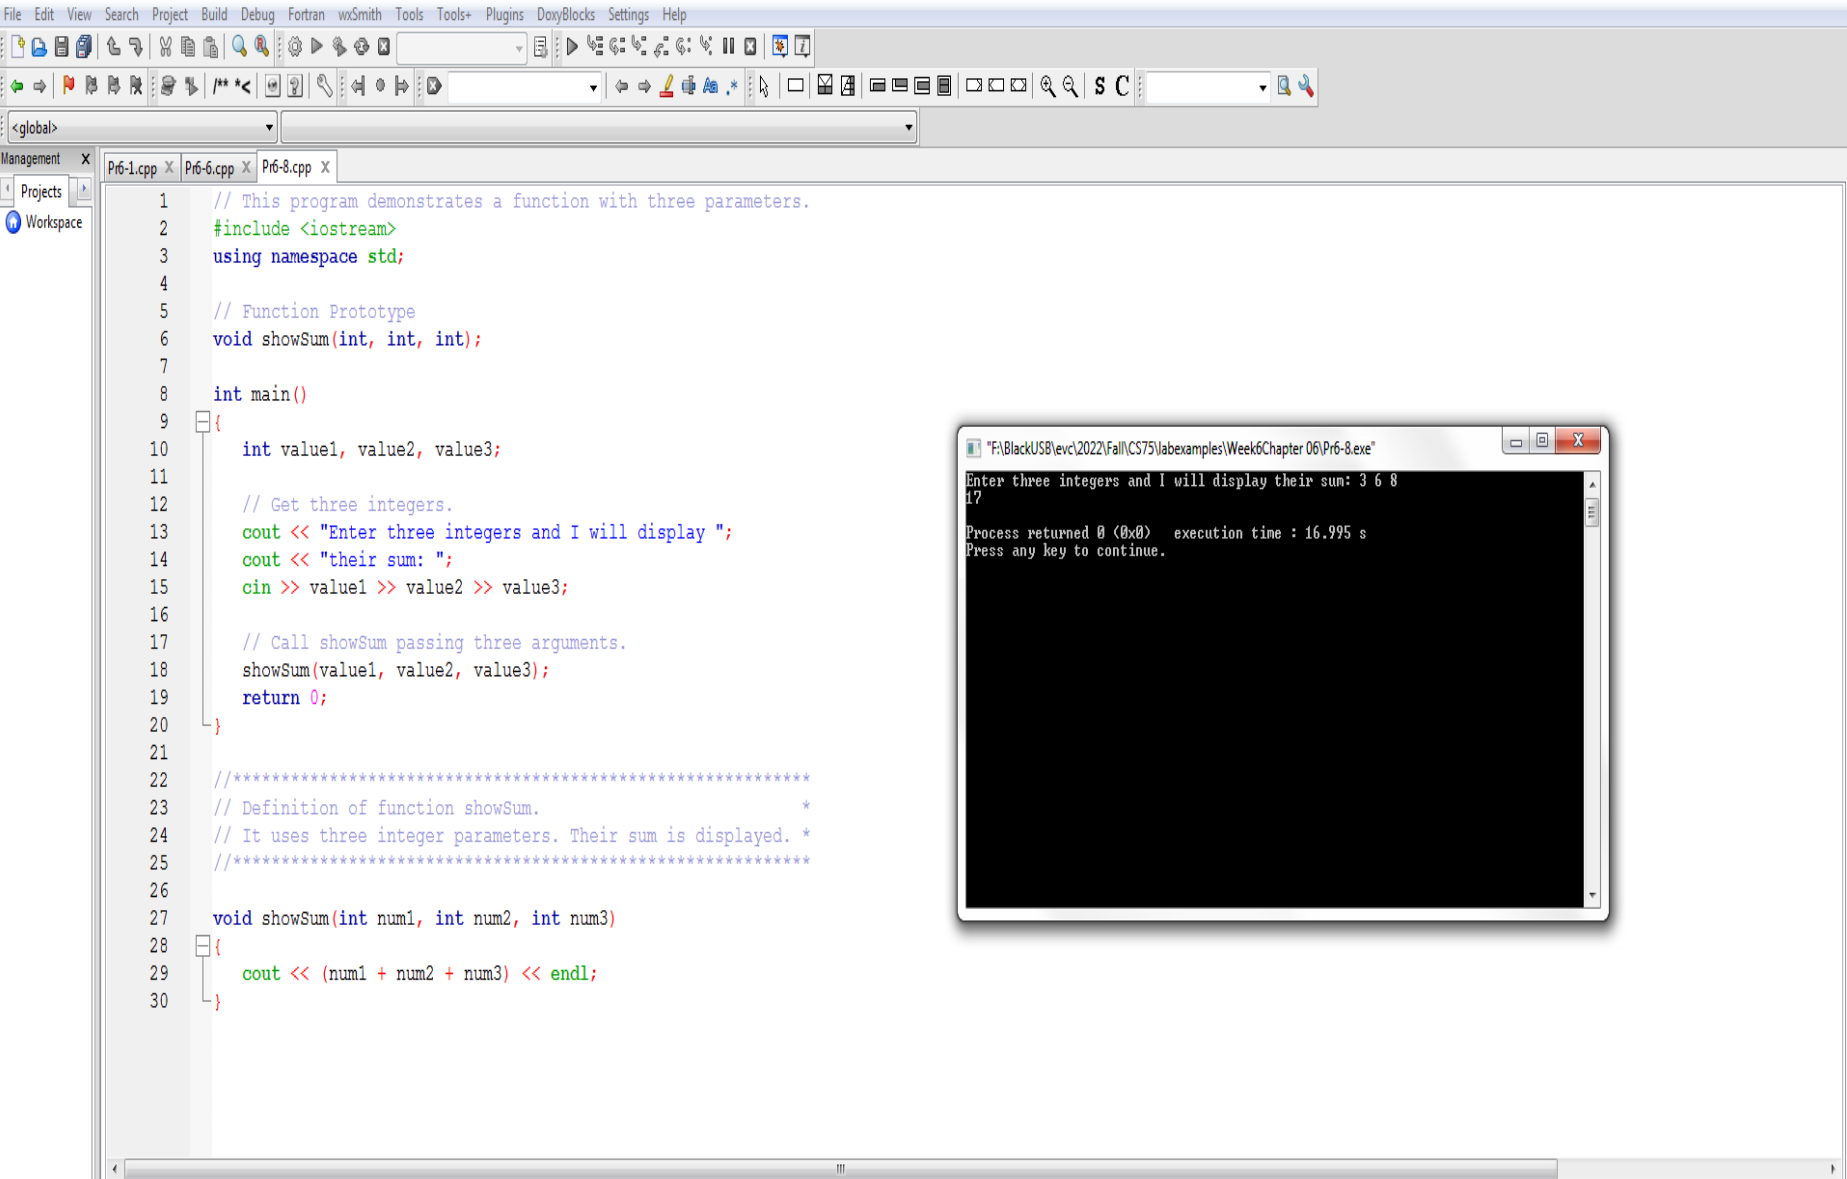 File Edit View Search Project Build Debug Fortran wxSmith Tools Tools+ Plugins DoxyBlocks Settings Help
/** *<
S C
<global>
Management X
Pr6-1.cpp X Pr6-6.cpp X Pr6-8.cpp X
Projects
Workspace
1 // This program demonstrates a function with three parameters.
2 #include <iostream>
3 using namespace std;
4
5 // Function Prototype
6 void showSum(int, int, int);
7
8 int main()
9 {
10 int value1, value2, value3;
11
12 // Get three integers.
13 cout << "Enter three integers and I will display ";
14 cout << "their sum: ";
15 cin >> value1 >> value2 >> value3;
16
17 // Call showSum passing three arguments.
18 showSum(value1, value2, value3);
19 return 0;
20 }
21
22 //************************************************************
23 // Definition of function showSum. *
24 // It uses three integer parameters. Their sum is displayed. *
25 //************************************************************
26
27 void showSum(int num1, int num2, int num3)
28 {
29 cout << (num1 + num2 + num3) << endl;
30 }
"F:\BlackUSB\evc\2022\Fall\CS75\labexamples\Week6Chapter 06\Pr6-8.exe"
Enter three integers and I will display their sum: 3 6 8
17
Process returned 0 (0x0) execution time : 16.995 s
Press any key to continue.